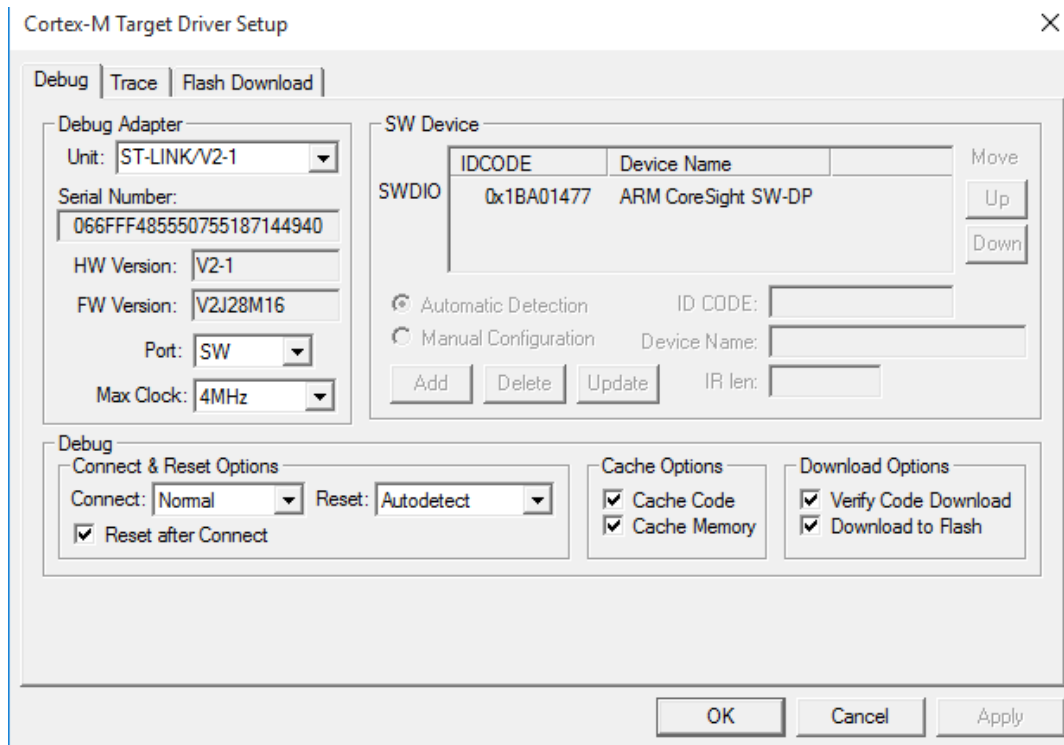 Cortex-M Target Driver Setup
Debug Trace Flash Download
Debug Adapter
Unit: ST-LINK/V2-1
Serial Number:
066FFF485550755187144940
HW Version: V2-1
FW Version: V2J28M16
Port: SW
Max Clock: 4MHz
SW Device
IDCODE Device Name
SWDIO 0x1BA01477 ARM CoreSight SW-DP
Move
Up
Down
Automatic Detection ID CODE:
Manual Configuration Device Name:
Add Delete Update IR len:
Debug
Connect & Reset Options
Connect: Normal Reset: Autodetect
Reset after Connect
Cache Options
Cache Code
Cache Memory
Download Options
Verify Code Download
Download to Flash
OK Cancel Apply